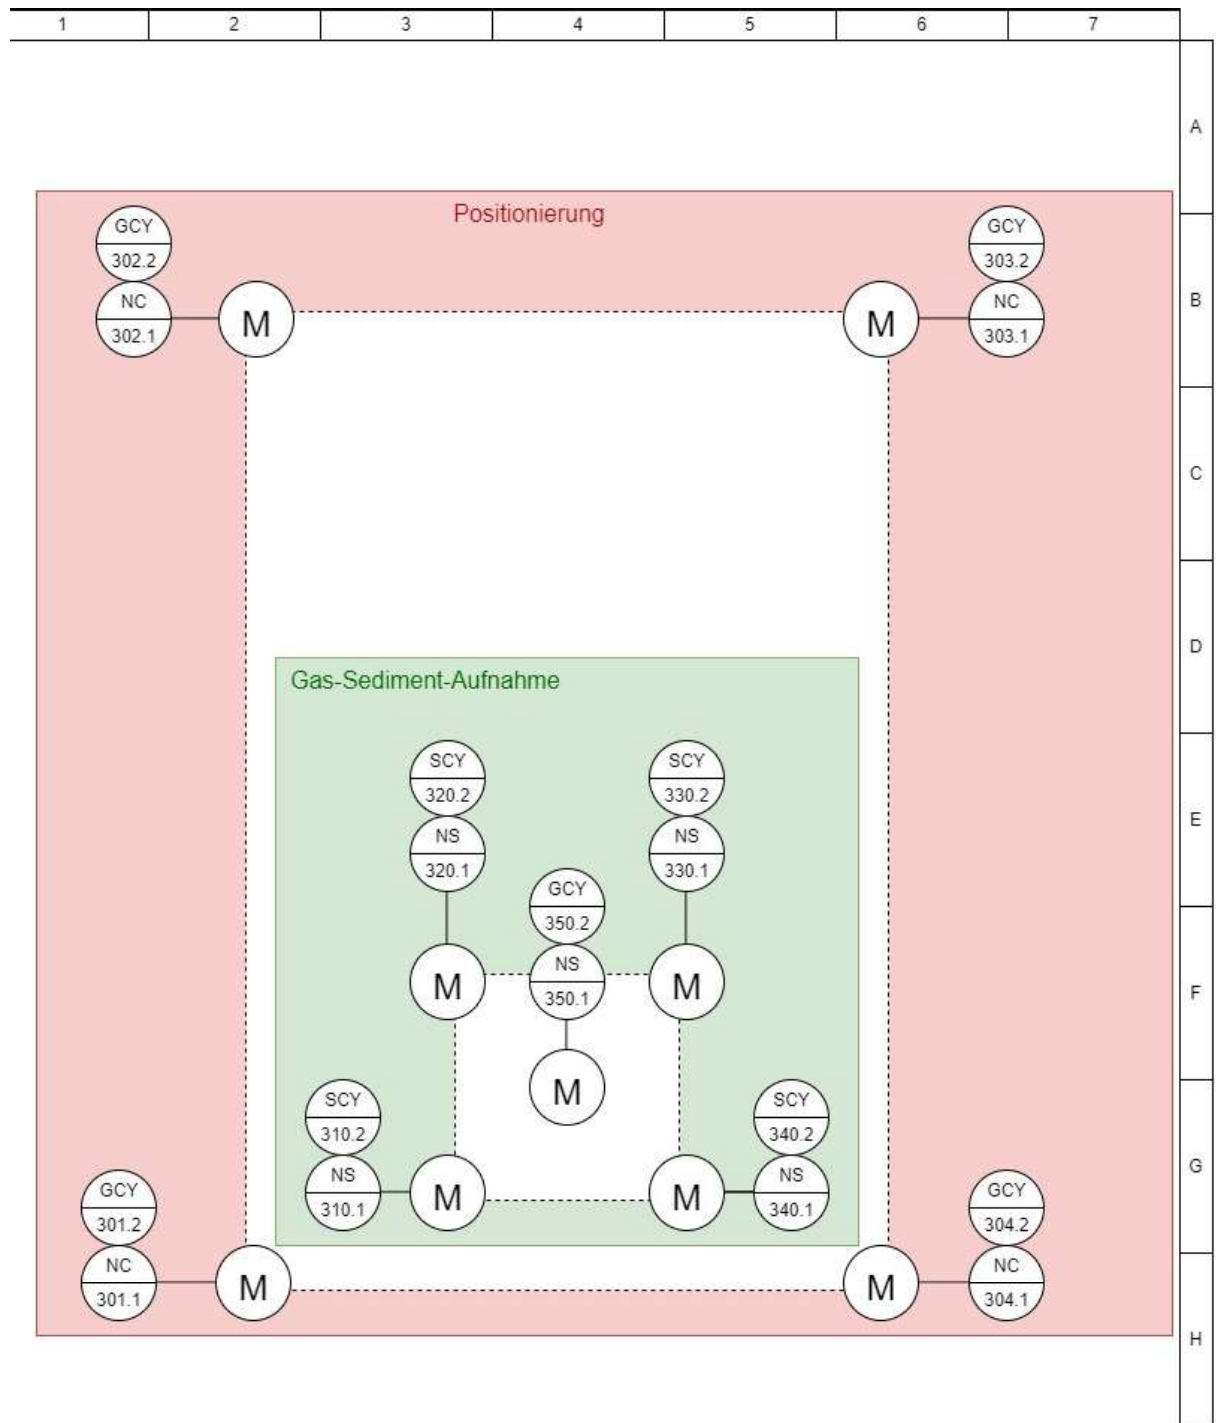 1 2 3 4 5 6 7
A
Positionierung
GCY
302.2
NC
302.1
M
M
GCY
303.2
NC
303.1
B
C
D
Gas-Sediment-Aufnahme
SCY
320.2
NS
320.1
M
SCY
330.2
NS
330.1
M
E
GCY
350.2
NS
350.1
M
F
SCY
310.2
NS
310.1
M
M
SCY
340.2
NS
340.1
G
GCY
301.2
NC
301.1
M
M
GCY
304.2
NC
304.1
H